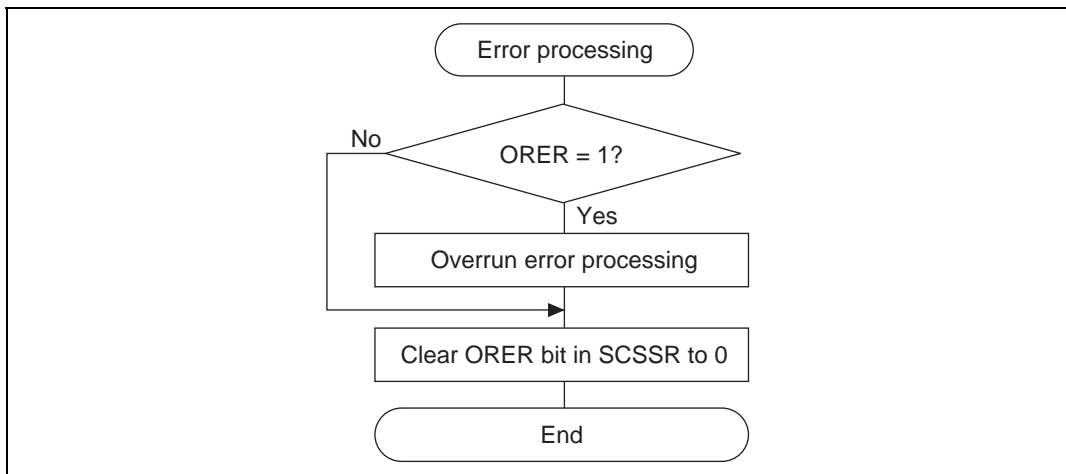 Error processing
No
ORER = 1?
Yes
Overrun error processing
Clear ORER bit in SCSSR to 0
End